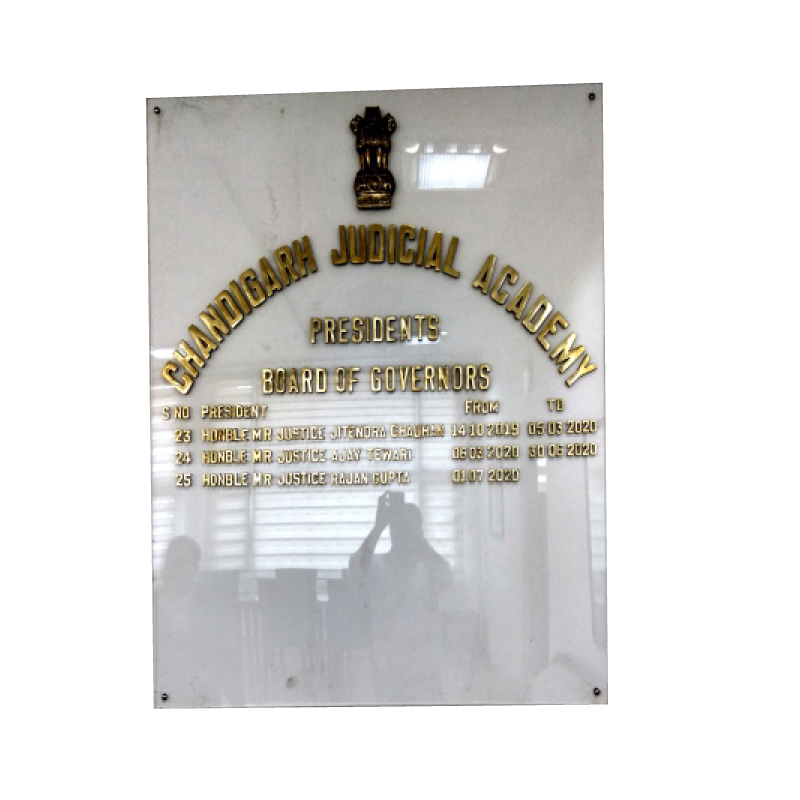 CHANDIGARH JUDICIAL ACADEMY
PRESIDENTS
BOARD OF GOVERNORS
S NO PRESIDENT FROM TO
23 HONBLE MR JUSTICE JITENDRA CHAUHAN 14 10 2019 05 03 2020
24 HONBLE MR JUSTICE AJAY TEWARI 06 03 2020 30 06 2020
25 HONBLE MR JUSTICE RAJAN GUPTA 01 07 2020